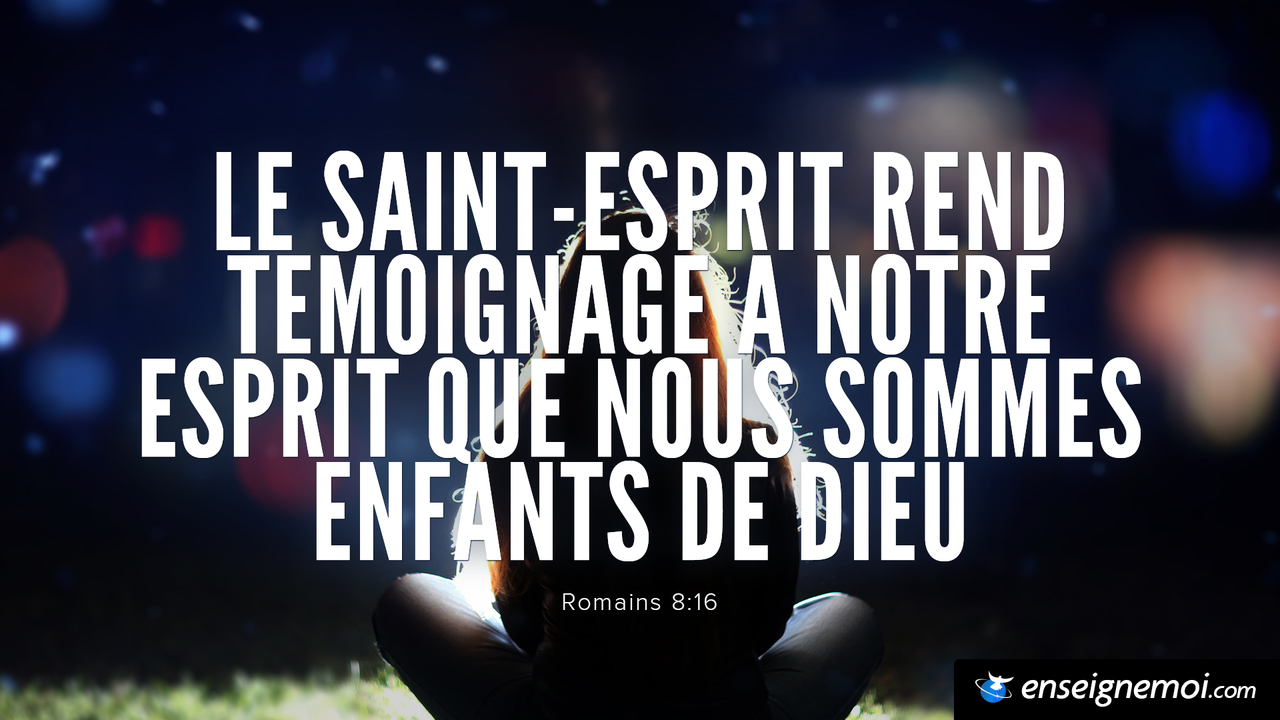 LE SAINT-ESPRIT REND
TEMOIGNAGE A NOTRE
ESPRIT QUE NOUS SOMMES
ENFANTS DE DIEU
Romains 8:16
enseignemoi.com